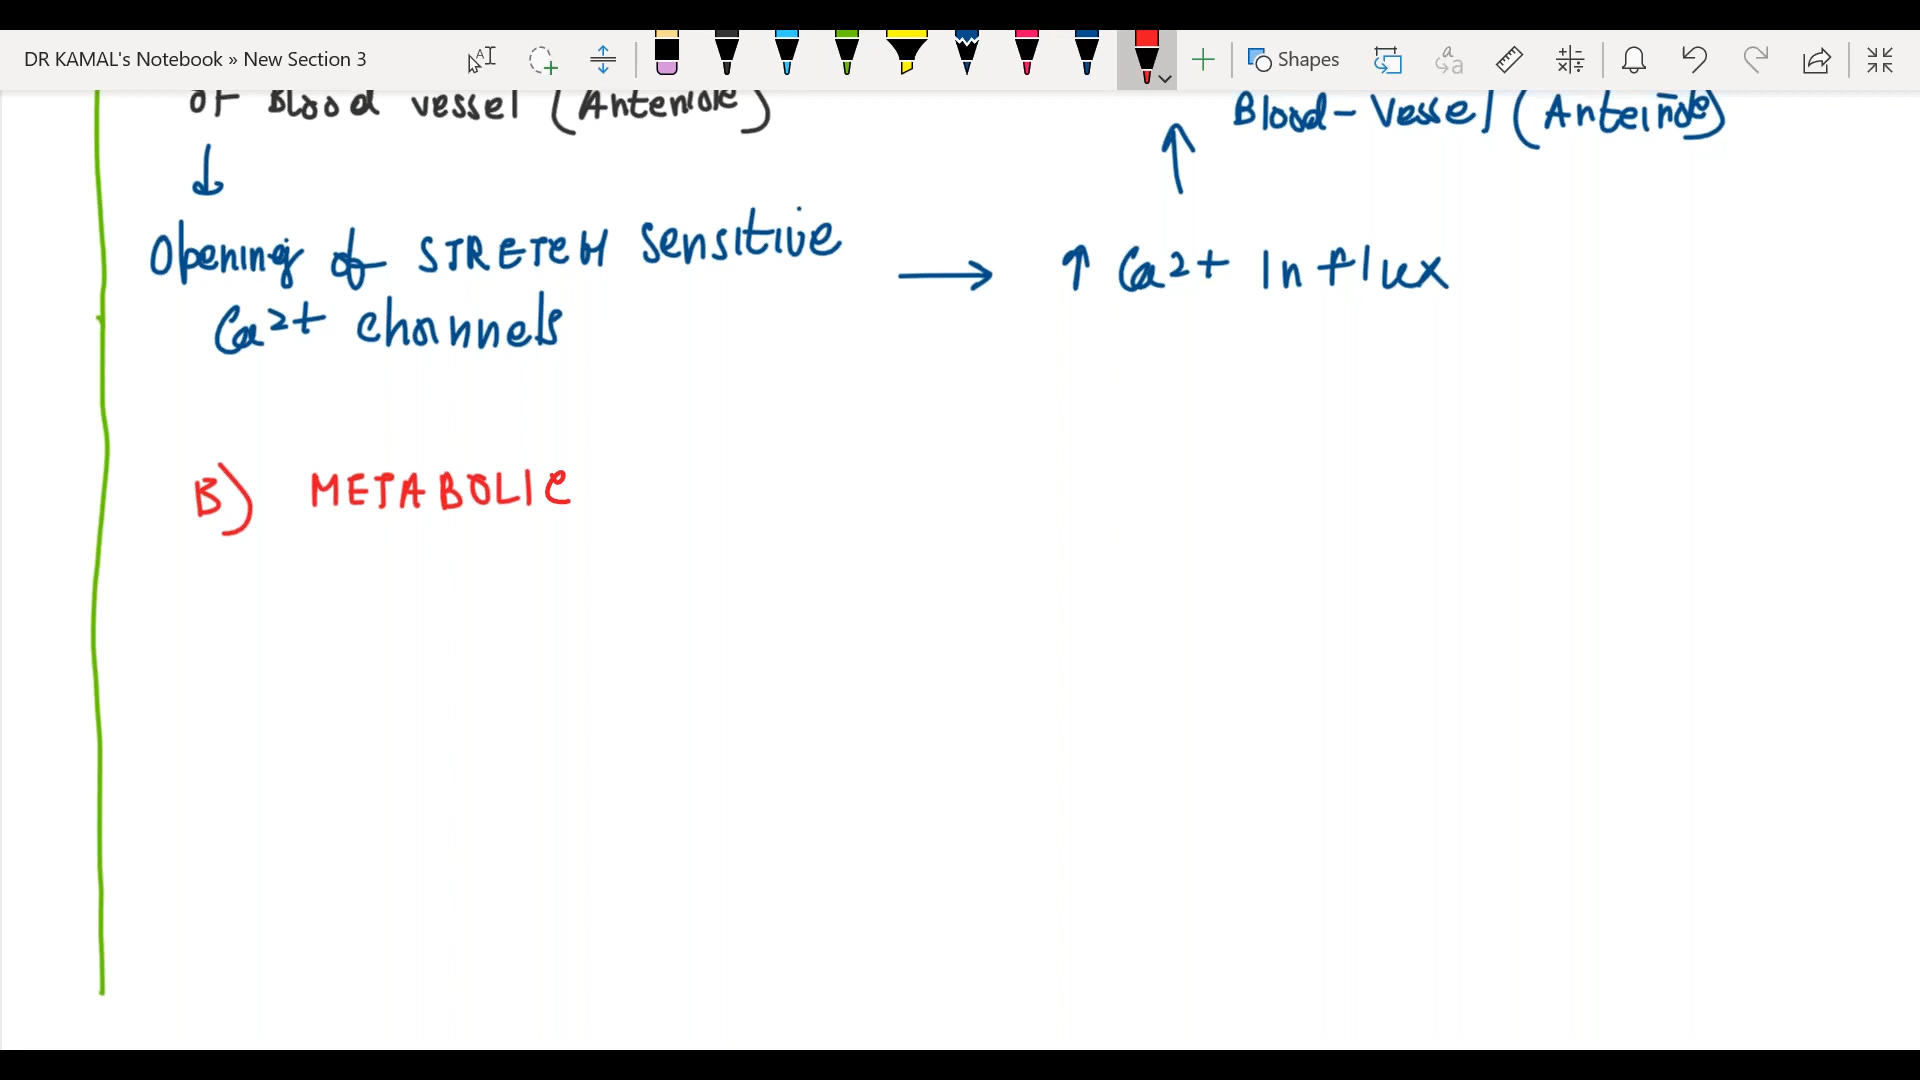 DR KAMAL's Notebook » New Section 3
Shapes
of Blood vessel (Arteriole)
Blood-Vessel (Arteriole)
↓
↑
Opening of STRETCH Sensitive
Ca2+ channels
→ ↑ Ca2+ Influx
B) METABOLIC